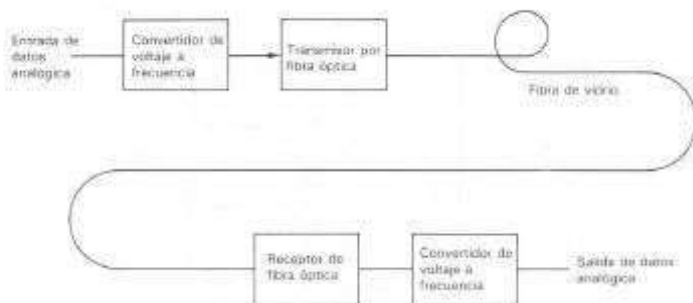 Entrada de
datos
analógica
Convertidor de
voltaje a
frecuencia
Transmisor por
fibra óptica
Fibra de vidrio
Receptor de
fibra óptica
Convertidor de
voltaje a
frecuencia
Salida de datos
analógica